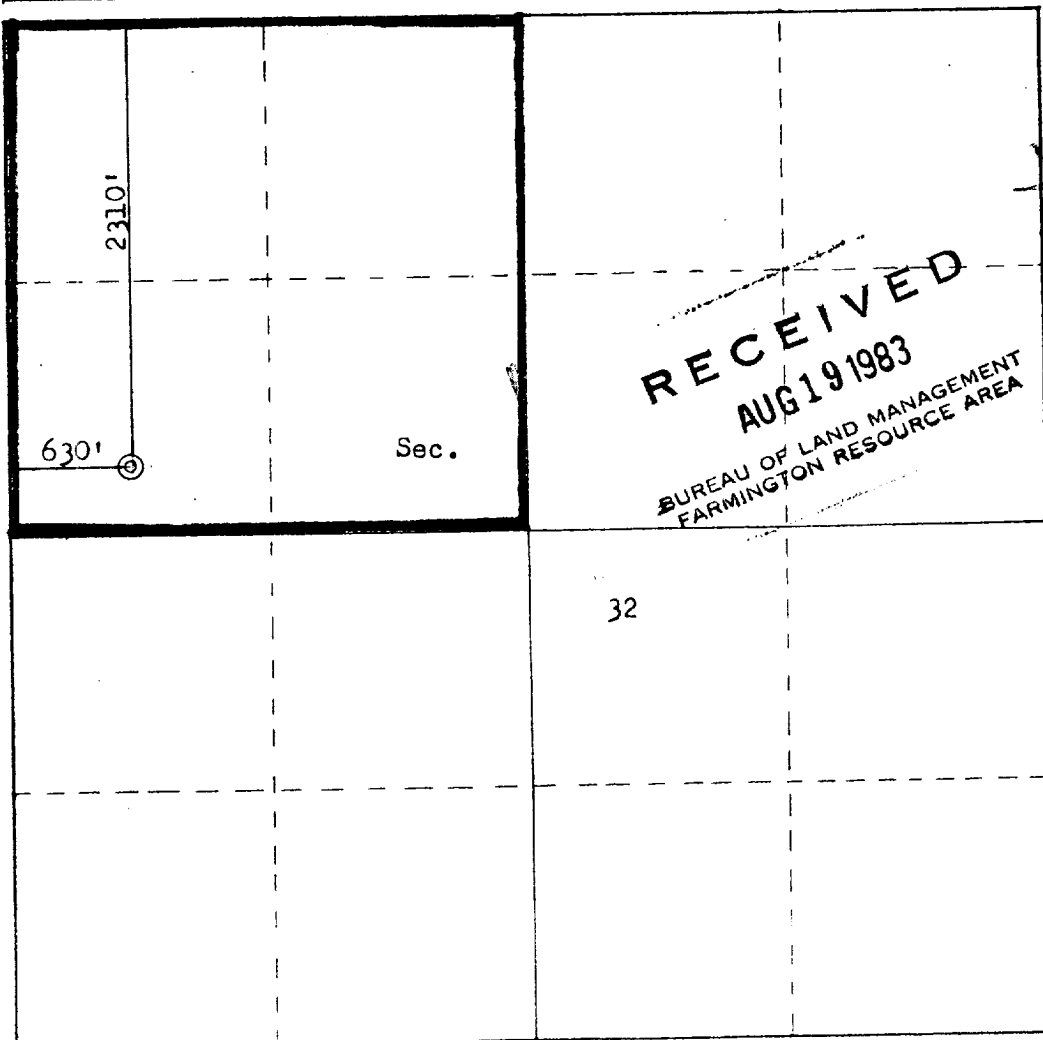 2310'
630'
Sec.
RECEIVED
AUG 19 1983
BUREAU OF LAND MANAGEMENT
FARMINGTON RESOURCE AREA
32